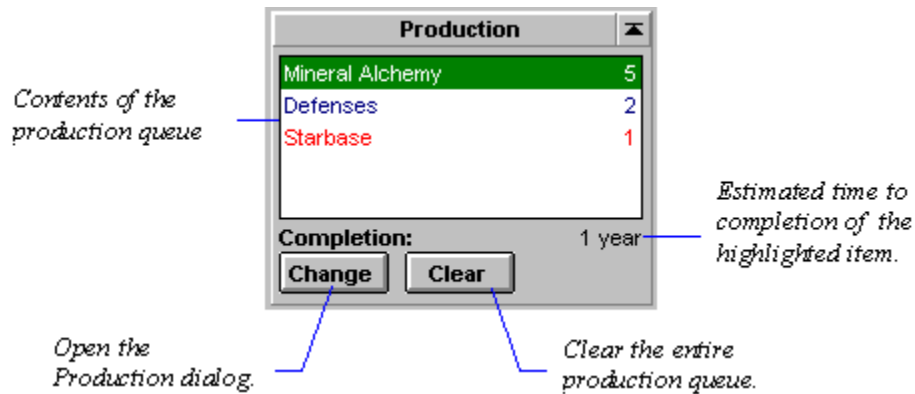 Production
Mineral Alchemy 5
Defenses 2
Starbase 1
Contents of the
production queue
Estimated time to
completion of the
highlighted item.
Completion: 1 year
Change Clear
Open the
Production dialog.
Clear the entire
production queue.